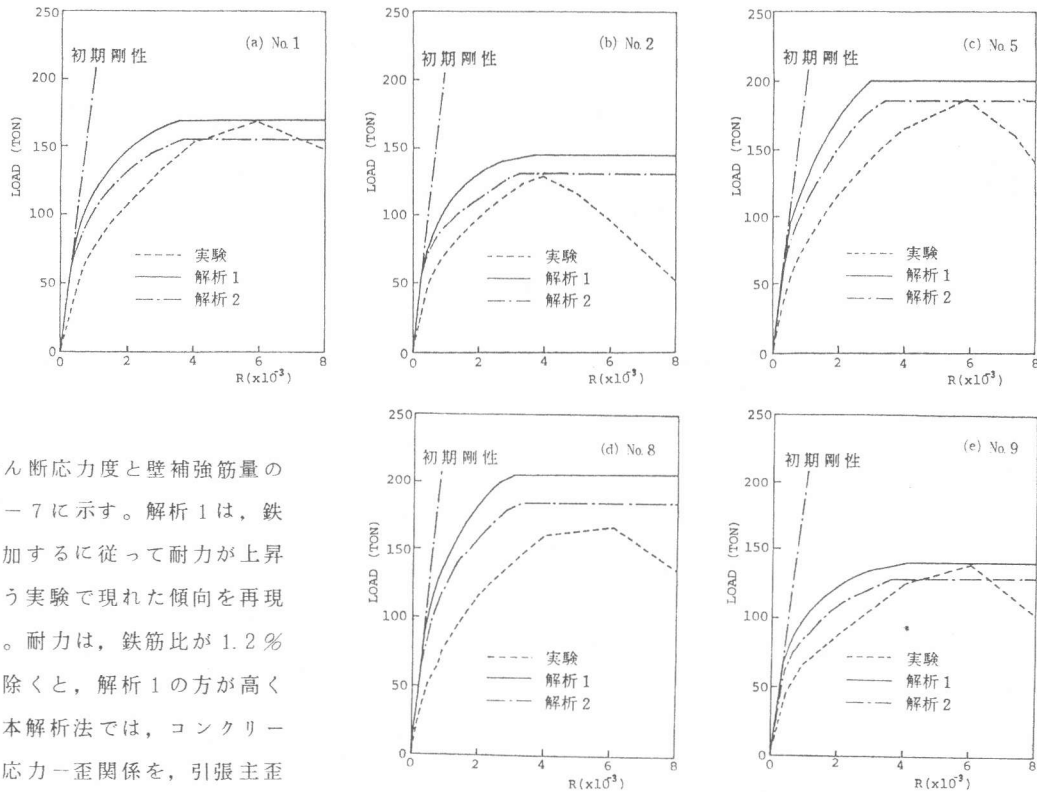 250
200
150
100
50
0
LOAD (TON)
初期剛性
(a) No.1
実験
解析1
解析2
0 2 4 6 8
R(x10⁻³)
250
200
150
100
50
0
LOAD (TON)
初期剛性
(b) No.2
実験
解析1
解析2
0 2 4 6 8
R(x10⁻³)
250
200
150
100
50
0
LOAD (TON)
初期剛性
(c) No.5
実験
解析1
解析2
0 2 4 6 8
R(x10⁻³)
ん断応力度と壁補強筋量の
－7に示す。解析1は，鉄
加するに従って耐力が上昇
う実験で現れた傾向を再現
。耐力は，鉄筋比が1.2％
除くと，解析1の方が高く
本解析法では，コンクリー
応力―歪関係を，引張主歪
250
200
150
100
50
0
LOAD (TON)
初期剛性
(d) No.8
実験
解析1
解析2
0 2 4 6 8
R(x10⁻³)
250
200
150
100
50
0
LOAD (TON)
初期剛性
(e) No.9
実験
解析1
解析2
0 2 4 6 8
R(x10⁻³)